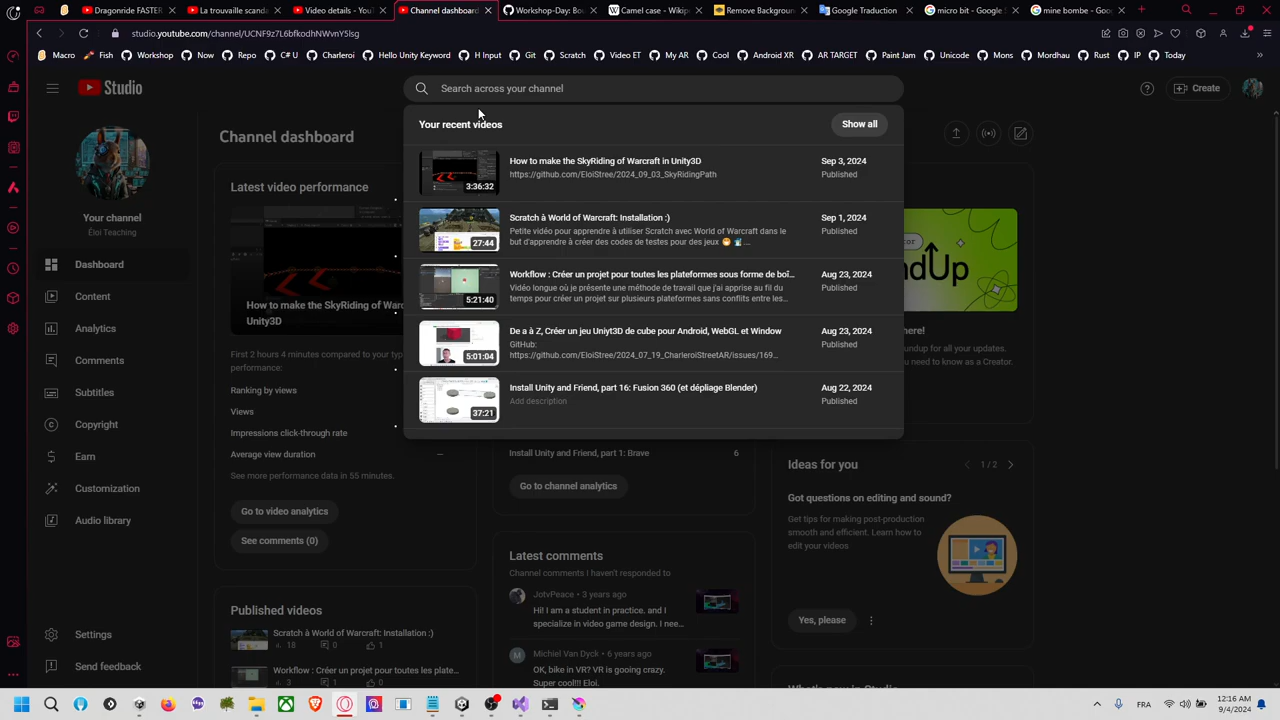 Dragonride FASTER
La trouvaille scanda
Video details - YouT
Channel dashboard
Workshop-Day: Bou
Camel case - Wikip
Remove Background
Google Traduction
micro bit - Google S
mine bombe - Goog
studio.youtube.com/channel/UCNF9z7L6bfkodhNWvnY5lsg
Macro
Fish
Workshop
Now
Repo
C# U
Charleroi
Hello
Input
Git
Scratch
Video ET
My AR
Cool
Android XR
AR TARGET
Paint Jam
Unicode
Mons
Mordhau
Rust
IP
Today
Studio
Search across your channel
Create
Your recent videos
Show all
Channel dashboard
How to make the SkyRiding of Warcraft in Unity3D
Sep 3, 2024
https://github.com/EloiStree/2024_09_03_SkyRidingPath
Published
3:36:32
Latest video performance
Your channel
Éloi Teaching
Scratch à World of Warcraft: Installation :)
Sep 1, 2024
Petite vidéo pour apprendre à utiliser Scratch avec World of Warcraft dans le
Published
but d'apprendre à créer des codes de testes pour des jeux 😁 🧋 ...
27:44
Dashboard
Content
Analytics
Comments
Subtitles
Copyright
Earn
Customization
Audio library
Settings
Send feedback
How to make the SkyRiding of Warc
Unity3D
Workflow : Créer un projet pour toutes les plateformes sous forme de boî...
Aug 23, 2024
Vidéo longue où je présente une méthode de travail que j'ai apprise au fil du
Published
temps pour créer un projet sur plusieurs plateformes sans conflits entre les...
5:21:40
De a à Z, Créer un jeu Uniyt3D de cube pour Android, WebGL et Window
Aug 23, 2024
GitHub:
Published
https://github.com/EloiStree/2024_07_19_CharleroiStreetAR/issues/169...
5:01:04
Install Unity and Friend, part 16: Fusion 360 (et dépliage Blender)
Aug 22, 2024
Add description
Published
37:21
First 2 hours 4 minutes compared to your typ
performance:
Ranking by views
Views
Impressions click-through rate
Average view duration
—
See more performance data in 55 minutes.
Go to video analytics
See comments (0)
Published videos
Scratch à World of Warcraft: Installation :)
18
0
1
Workflow : Créer un projet pour toutes les plate...
3
1
0
Install Unity and Friend, part 1: Brave
6
Go to channel analytics
Latest comments
Channel comments I haven't responded to
JotvPeace • 3 years ago
Hi! I am a student in practice. and I
specialize in video game design. I nee...
M
Michiel Van Dyck • 6 years ago
OK, bike in VR? VR is gooing crazy.
Super cool!!! Eloi.
or
ndUp
here!
undup for all your updates.
u need to know as a Creator.
Ideas for you
1 / 2
Got questions on editing and sound?
Get tips for making post-production
smooth and efficient. Learn how to
edit your videos.
Yes, please
What's new in Studio
12:16 AM
9/4/2024